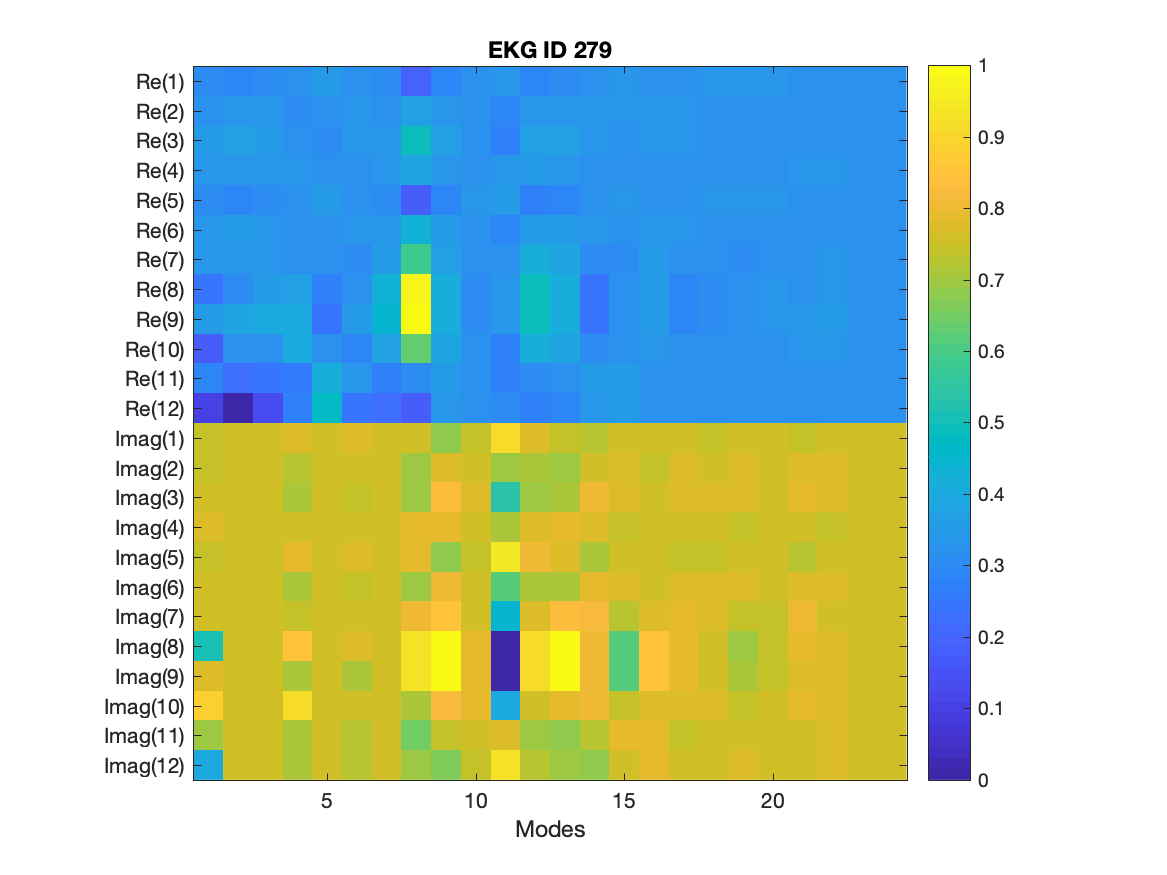 EKG ID 279
Re(1)
Re(2)
Re(3)
Re(4)
Re(5)
Re(6)
Re(7)
Re(8)
Re(9)
Re(10)
Re(11)
Re(12)
Imag(1)
Imag(2)
Imag(3)
Imag(4)
Imag(5)
Imag(6)
Imag(7)
Imag(8)
Imag(9)
Imag(10)
Imag(11)
Imag(12)
5 10 15 20
Modes
1
0.9
0.8
0.7
0.6
0.5
0.4
0.3
0.2
0.1
0